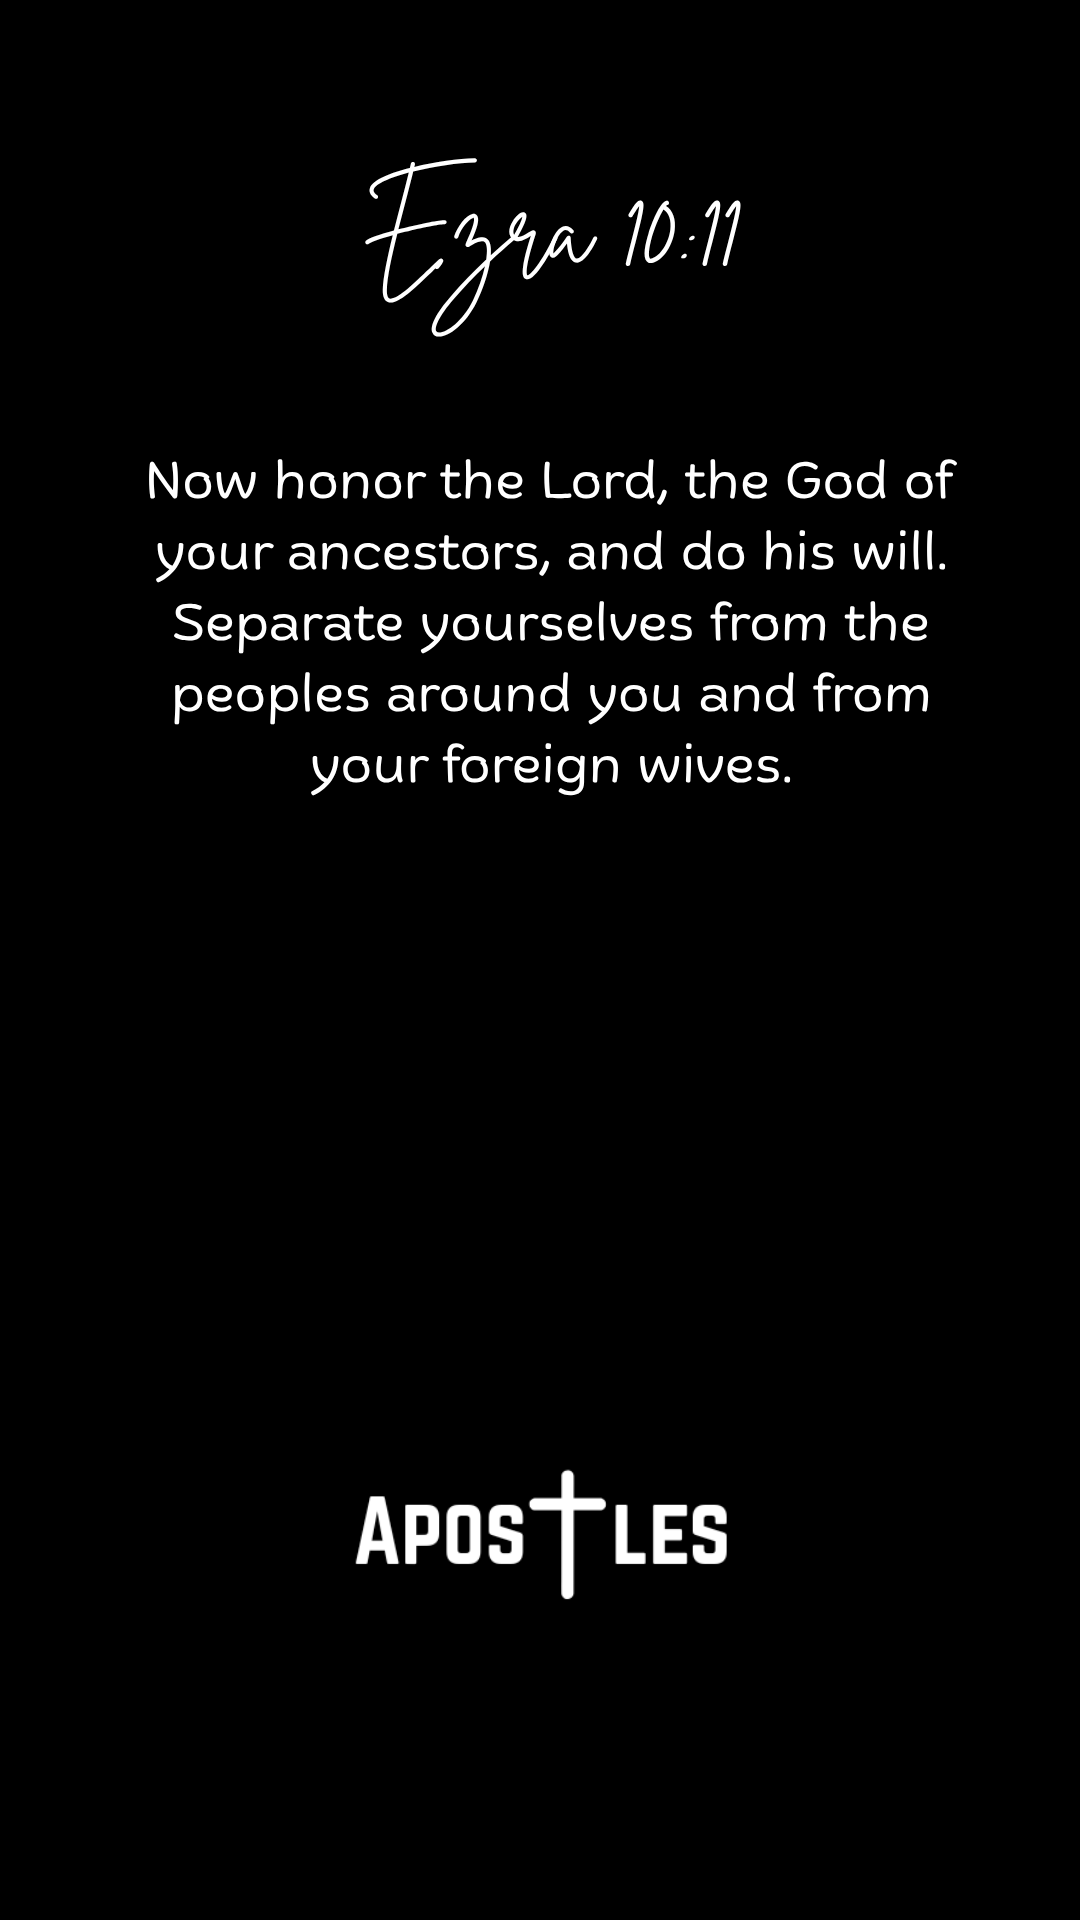 Ezra 10:11
Now honor the Lord, the God of
your ancestors, and do his will.
Separate yourselves from the
peoples around you and from
your foreign wives.
APOSTLES